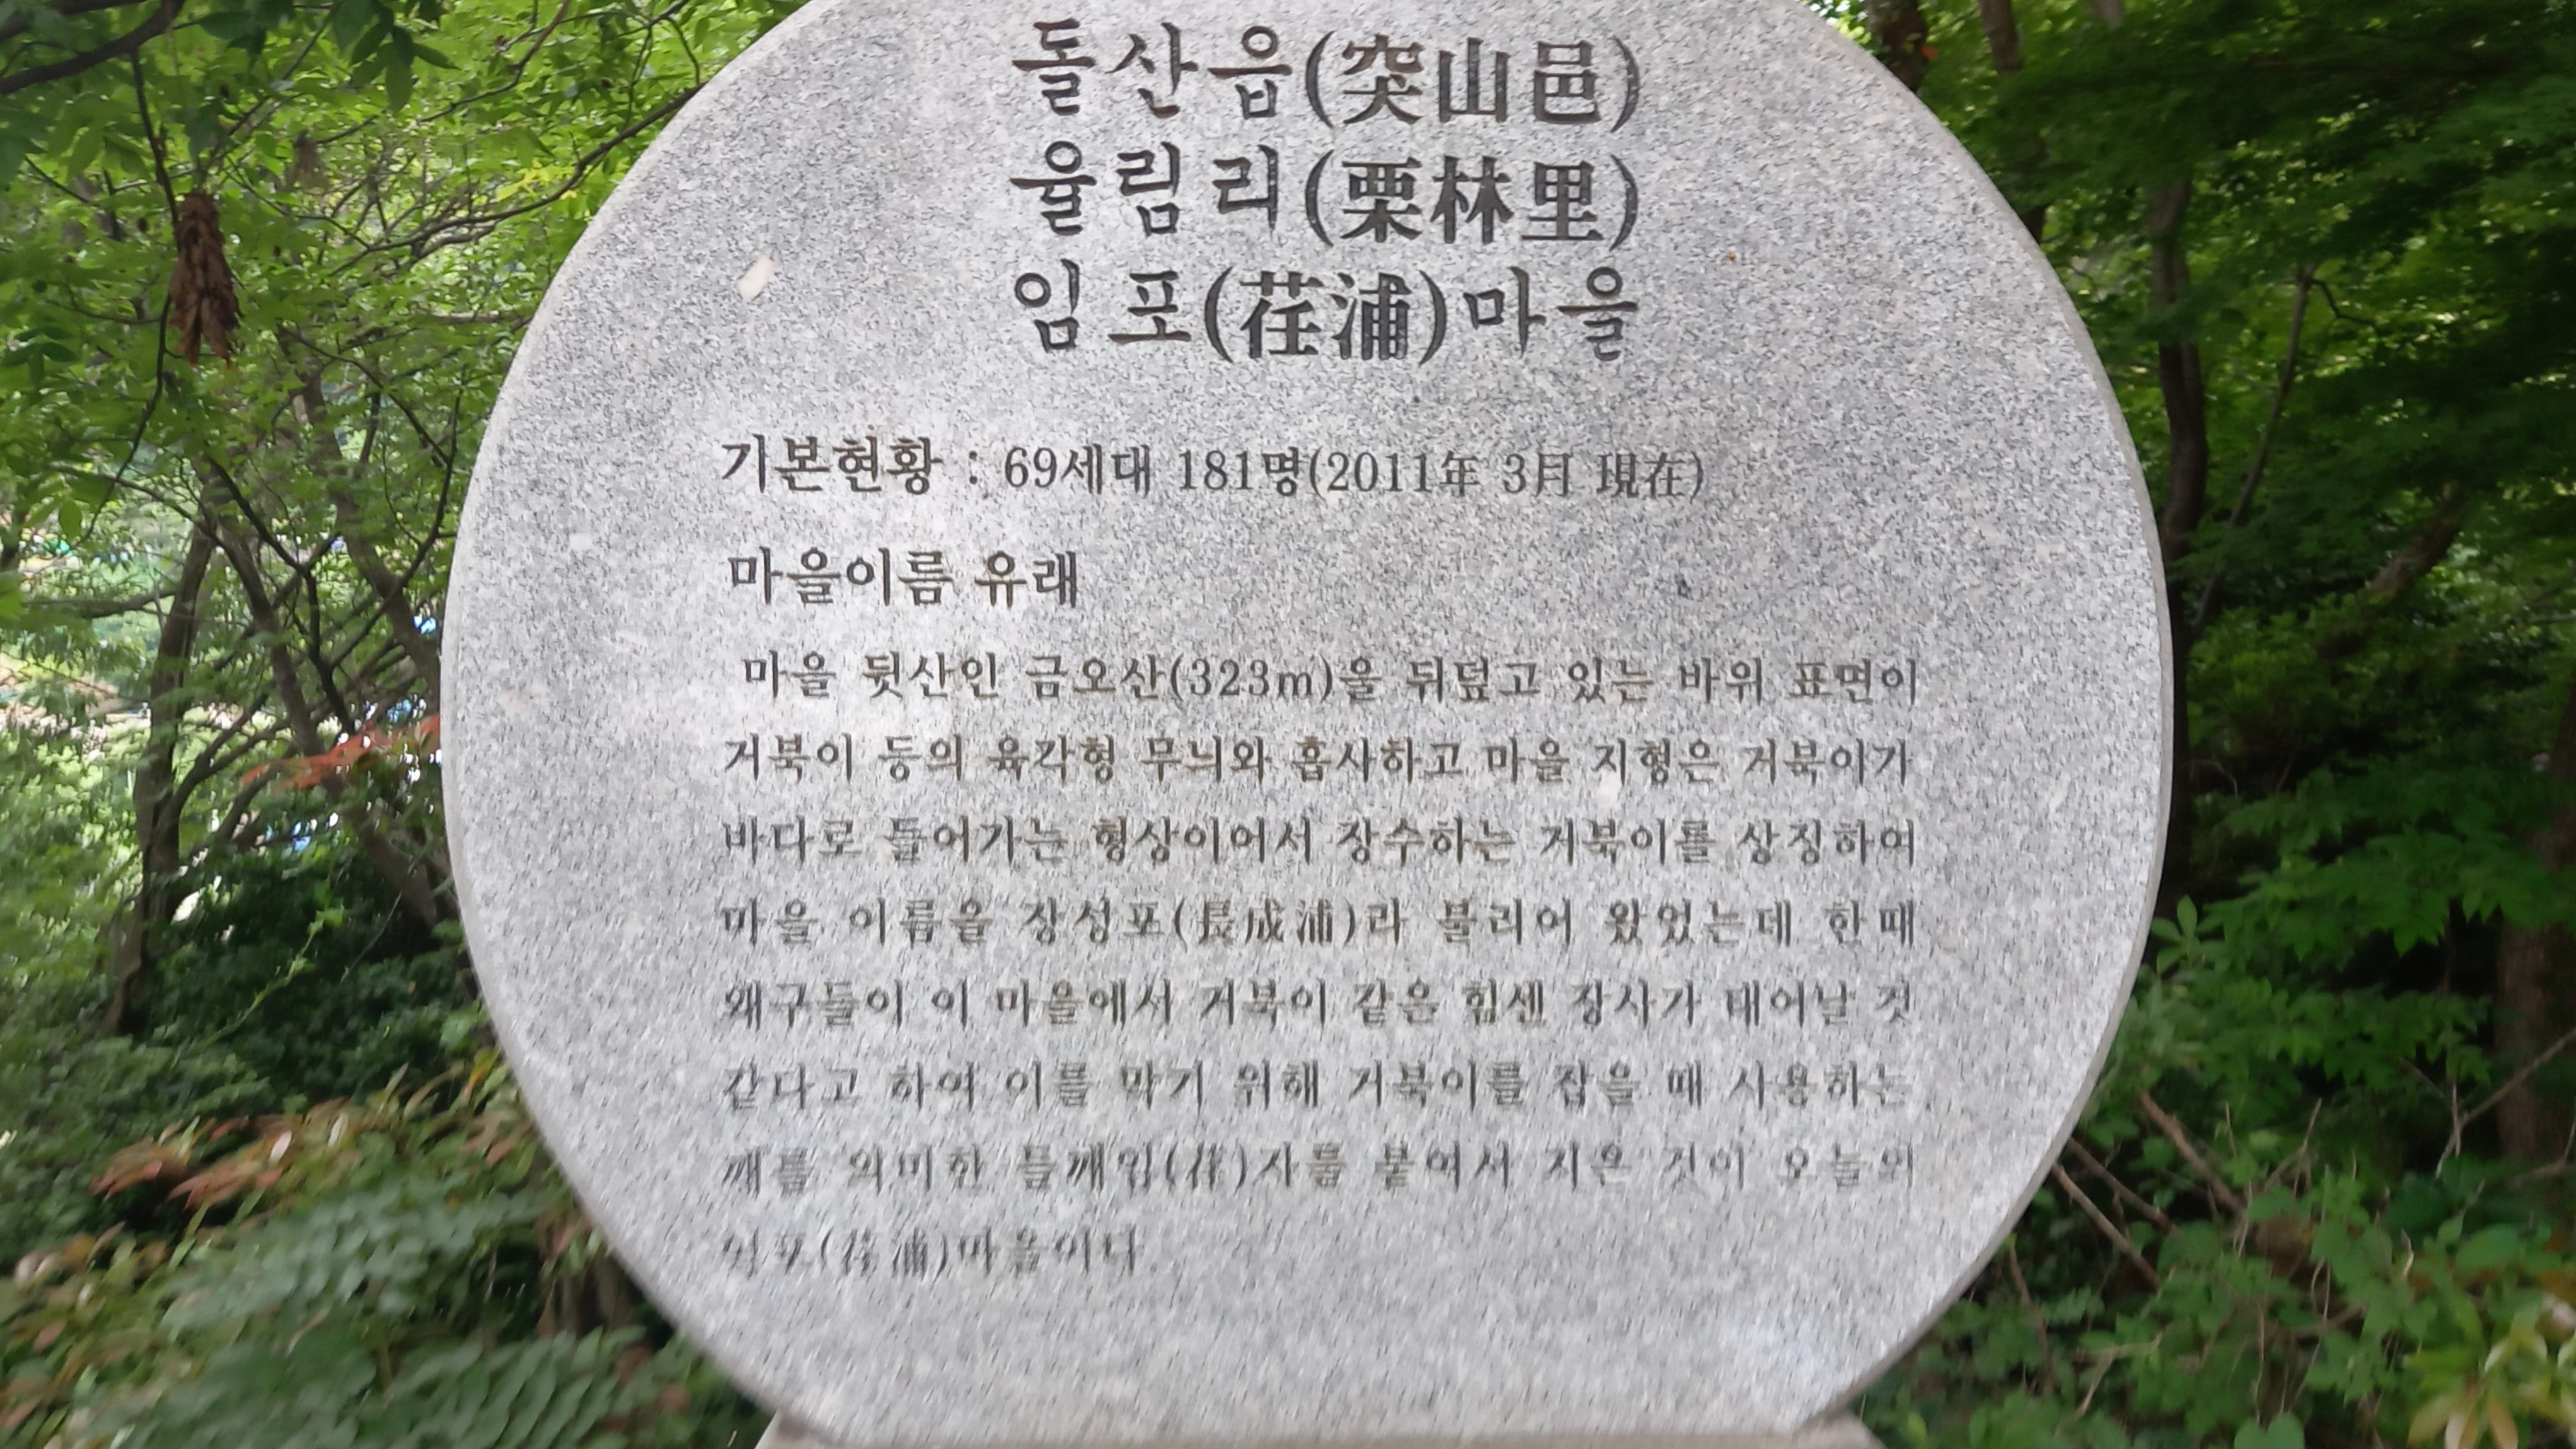 돌산읍(突山邑)
율림리(栗林里)
임포(荏浦)마을
기본현황 : 69세대 181명(2011年 3月 現在)
마을이름 유래
마을 뒷산인 금오산(323m)을 뒤덮고 있는 바위 표면이
거북이 등의 육각형 무늬와 흡사하고 마을 지형은 거북이가
바다로 들어가는 형상이어서 장수하는 거북이를 상징하여
마을 이름을 장성포(長成浦)라 불리어 왔었는데 한때
왜구들이 이 마을에서 거북이 같은 힘센 장사가 태어날 것
같다고 하여 이를 막기 위해 거북이를 잡을 때 사용하는
깨를 의미한 들깨임(荏)자를 붙여서 지은 것이 오늘의
임포(荏浦)마을이다